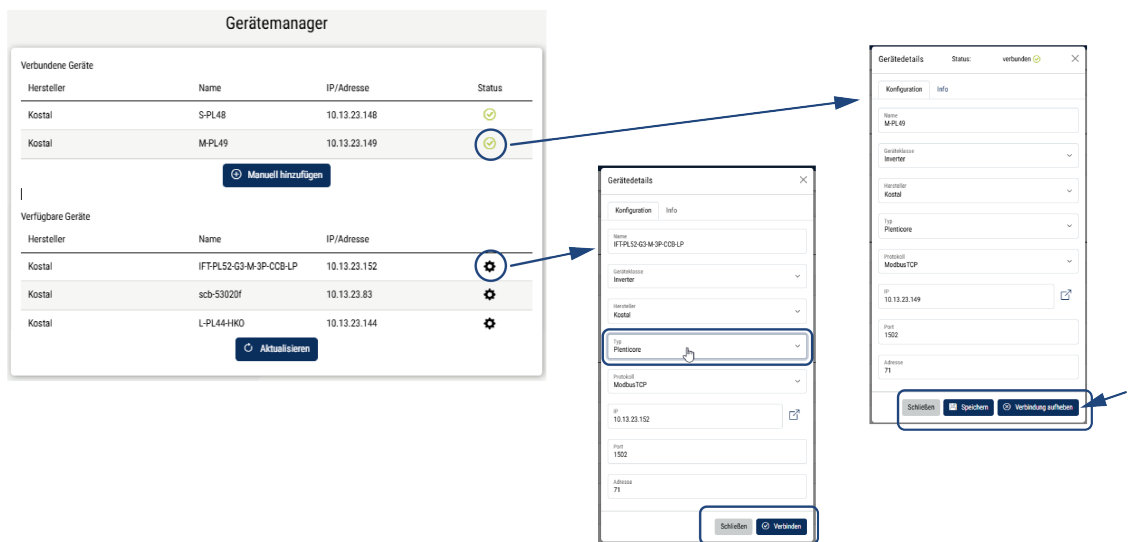 Gerätemanager
Verbundene Geräte
Hersteller Name IP/Adresse Status
Kostal S-PL48 10.13.23.148
Kostal M-PL49 10.13.23.149
Manuell hinzufügen
Verfügbare Geräte
Hersteller Name IP/Adresse
Kostal IFT-PL52-G3-M-3P-CCB-LP 10.13.23.152
Kostal scb-53020f 10.13.23.83
Kostal L-PL44-HKO 10.13.23.144
Aktualisieren
Gerätedetails
Konfiguration Info
Name
IFT-PL52-G3-M-3P-CCB-LP
Geräteklasse
Inverter
Hersteller
Kostal
Typ
Plenticore
Protokoll
ModbusTCP
IP
10.13.23.152
Port
1502
Adresse
71
Schließen Verbinden
Gerätedetails Status: verbunden
Konfiguration Info
Name
M-PL49
Geräteklasse
Inverter
Hersteller
Kostal
Typ
Plenticore
Protokoll
ModbusTCP
IP
10.13.23.149
Port
1502
Adresse
71
Schließen Speichern Verbindung aufheben